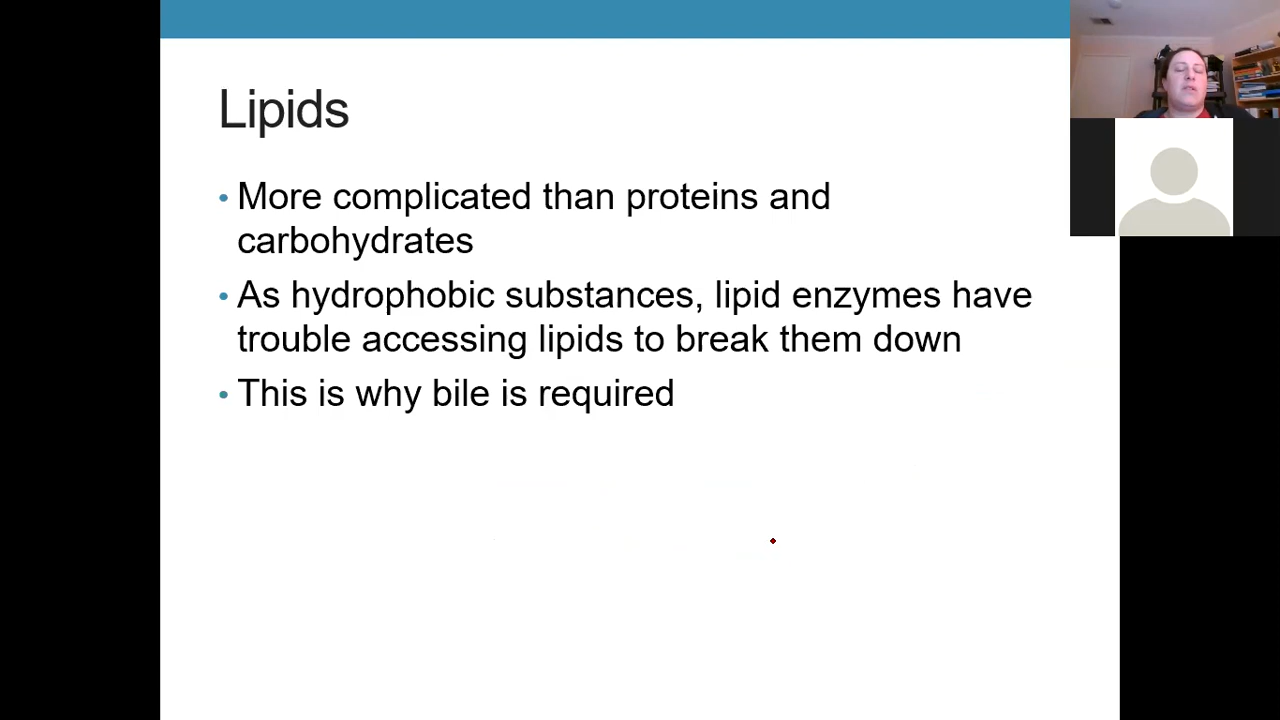 Lipids
• More complicated than proteins and
carbohydrates
• As hydrophobic substances, lipid enzymes have
trouble accessing lipids to break them down
• This is why bile is required